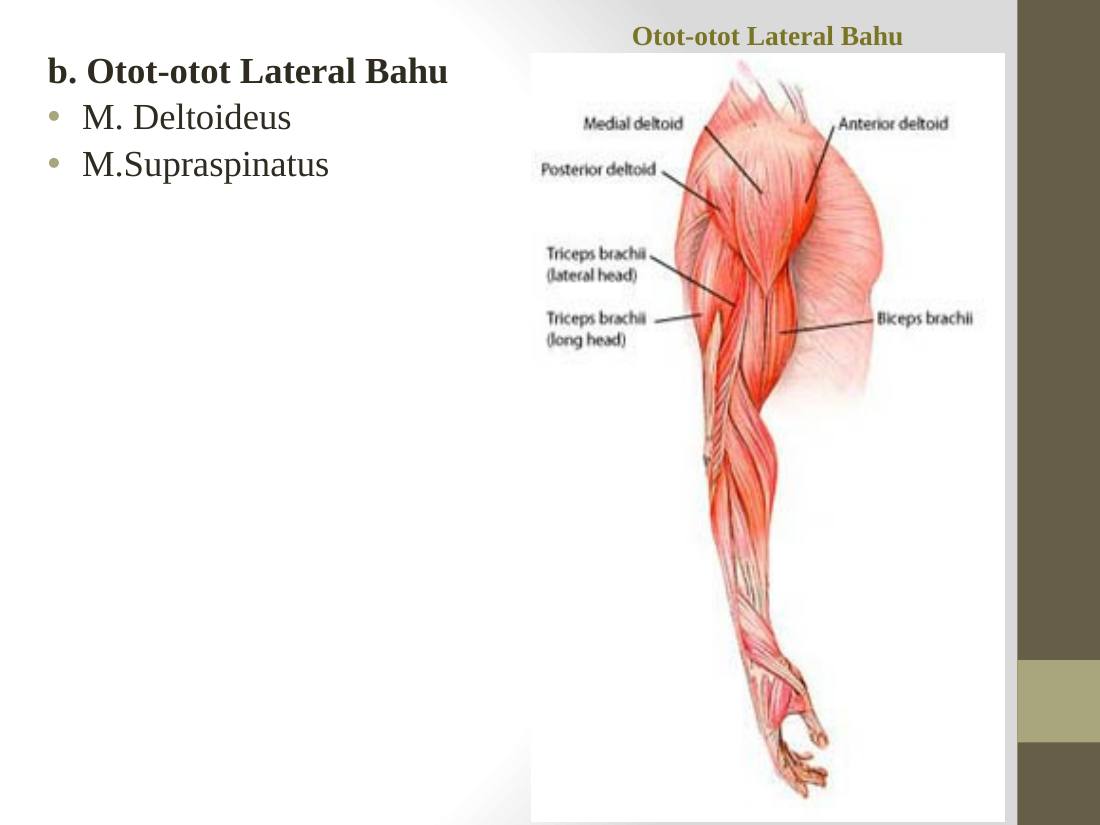 Otot-otot Lateral Bahu
b. Otot-otot Lateral Bahu
• M. Deltoideus
• M.Supraspinatus
Medial deltoid
Anterior deltoid
Posterior deltoid
Triceps brachii
(lateral head)
Triceps brachii
(long head)
Biceps brachii